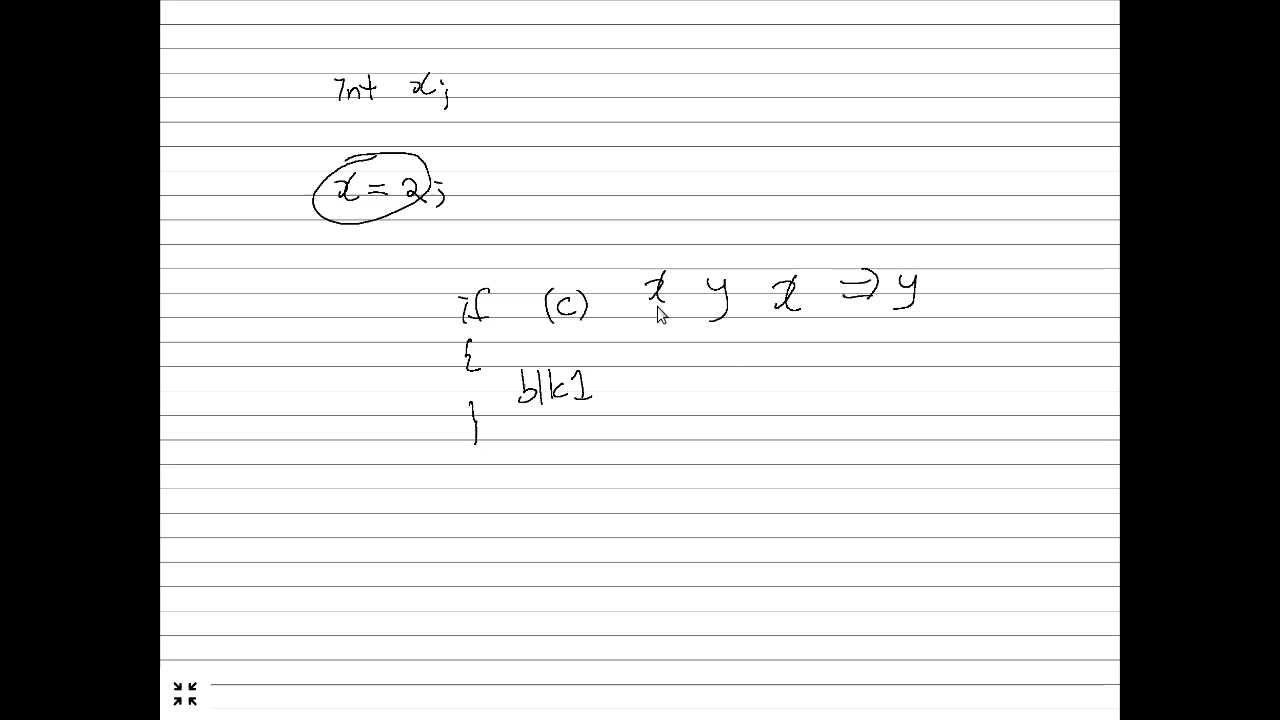 int x;
x = 2;
if (c) x y x ⇒ y
{
blk1
}